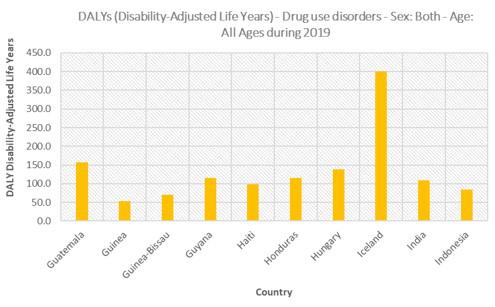 DALYs (Disability-Adjusted Life Years) - Drug use disorders - Sex: Both - Age:
All Ages during 2019
DALY Disability-Adjusted Life Years
450.0
400.0
350.0
300.0
250.0
200.0
150.0
100.0
50.0
0.0
Guatemala
Guinea
Guinea-Bissau
Guyana
Haiti
Honduras
Hungary
Iceland
India
Indonesia
Country